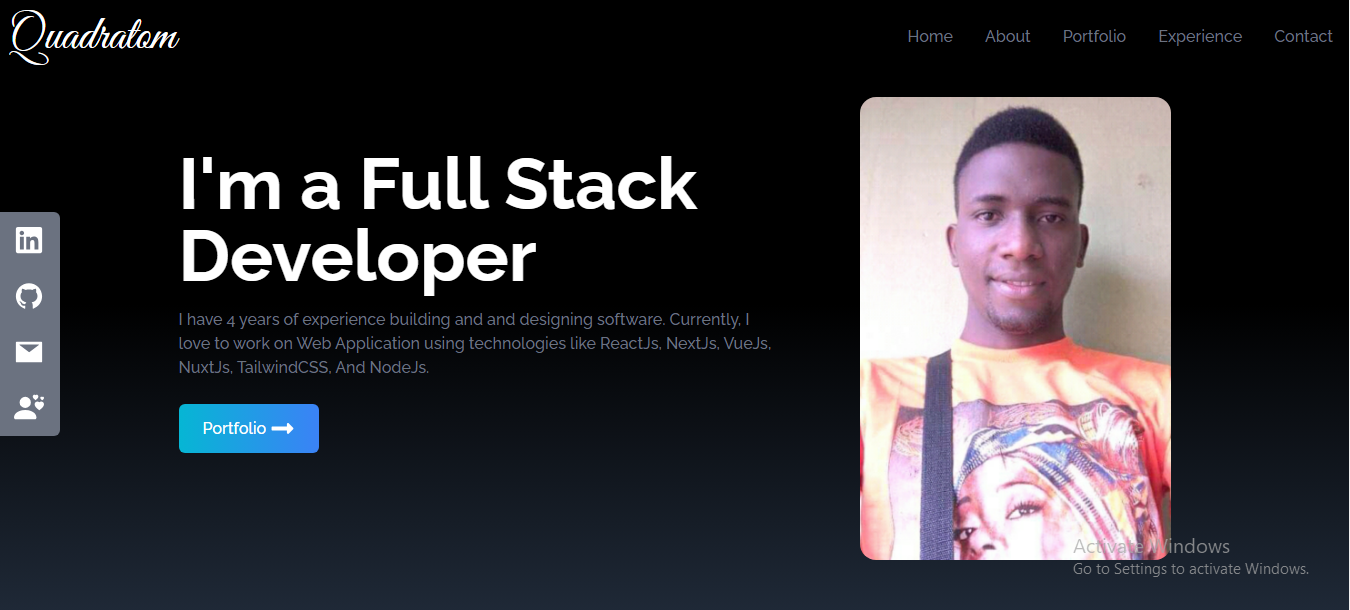 Quadratom
Home About Portfolio Experience Contact
I'm a Full Stack
Developer
I have 4 years of experience building and and designing software. Currently, I
love to work on Web Application using technologies like ReactJs, NextJs, VueJs,
NuxtJs, TailwindCSS, And NodeJs.
Portfolio
Activate Windows
Go to Settings to activate Windows.